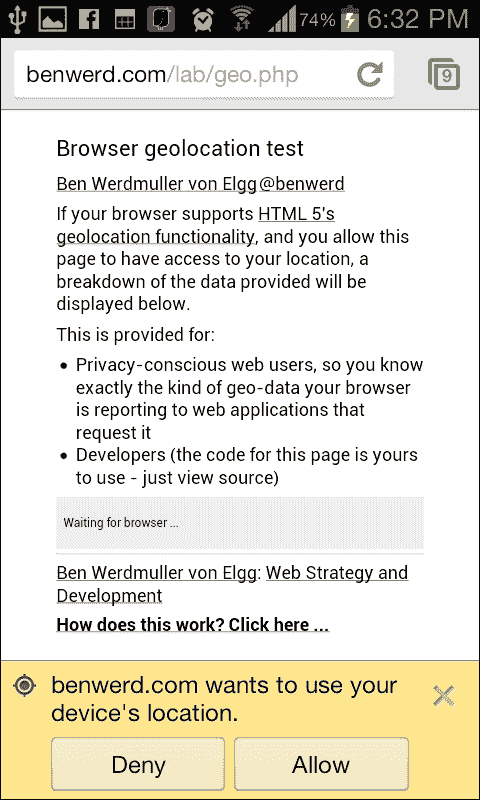 74% 6:32 PM
benwerd.com/lab/geo.php 9
Browser geolocation test
Ben Werdmuller von Elgg@benwerd
If your browser supports HTML 5's
geolocation functionality, and you allow this
page to have access to your location, a
breakdown of the data provided will be
displayed below.
This is provided for:
• Privacy-conscious web users, so you know
exactly the kind of geo-data your browser
is reporting to web applications that
request it
• Developers (the code for this page is yours
to use - just view source)
Waiting for browser ...
Ben Werdmuller von Elgg: Web Strategy and
Development
How does this work? Click here ...
benwerd.com wants to use your
device's location.
Deny Allow